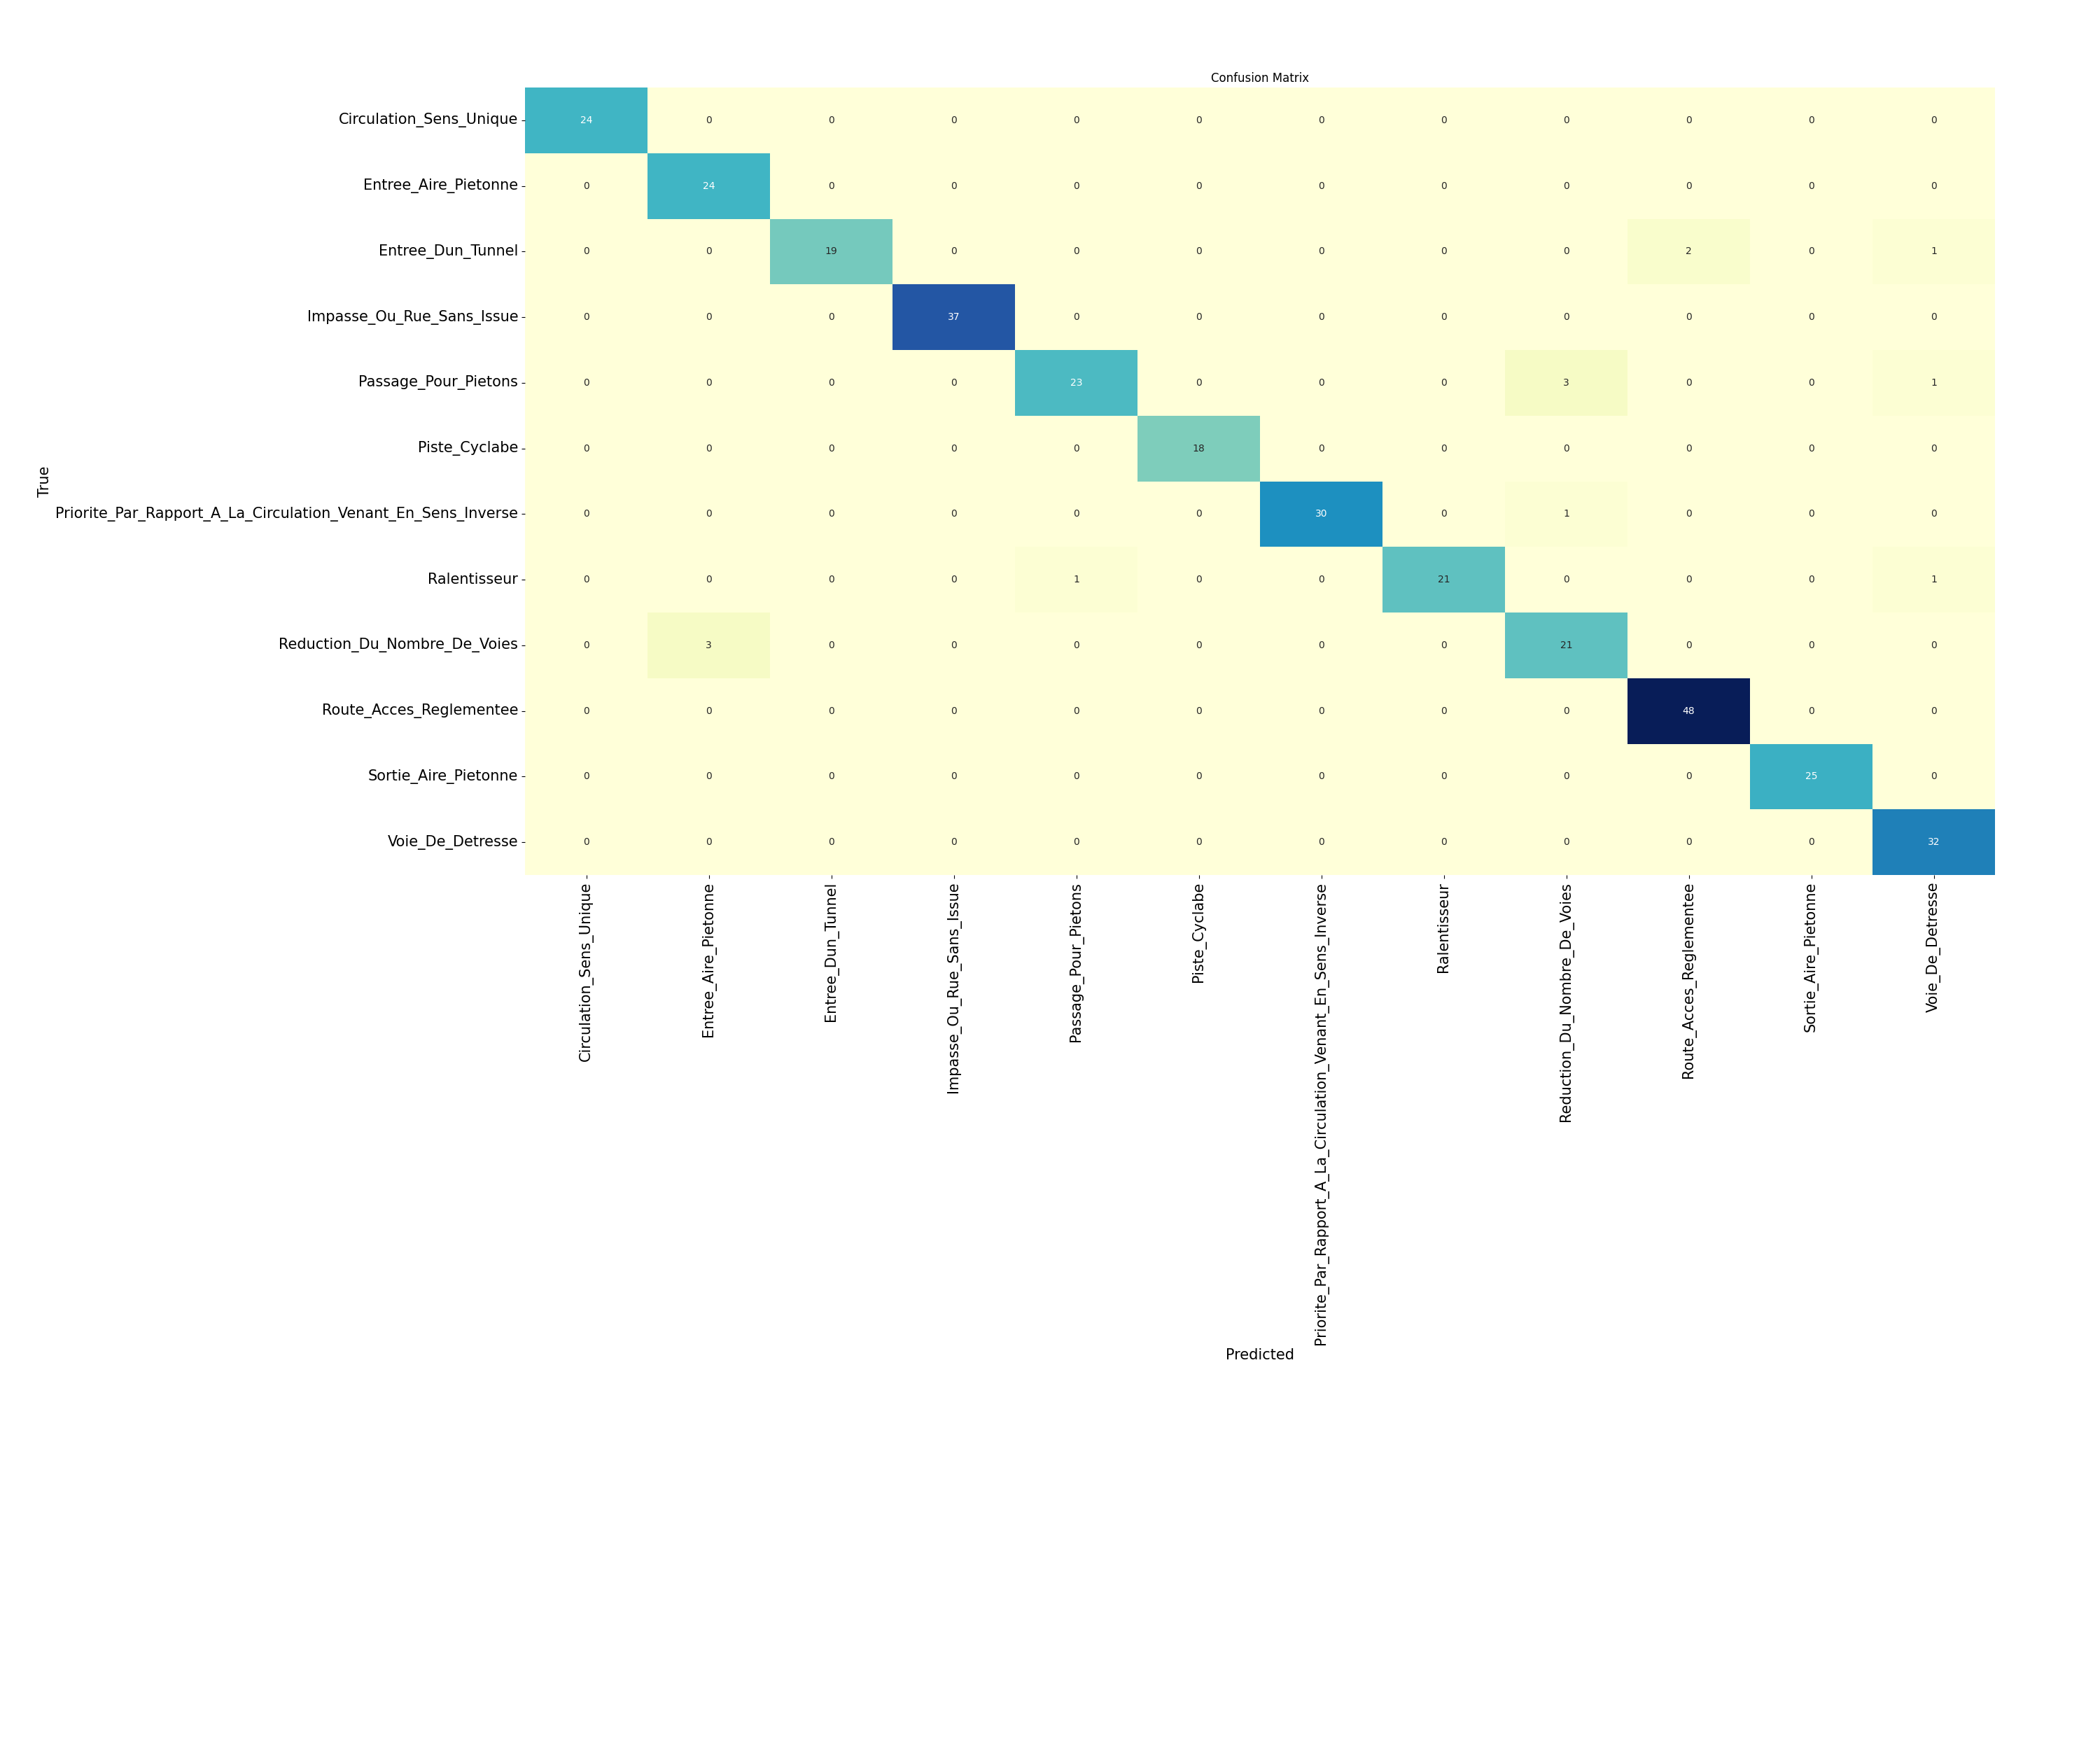 Confusion Matrix
True
Circulation_Sens_Unique 24 0 0 0 0 0 0 0 0 0 0 0
Entree_Aire_Pietonne 0 24 0 0 0 0 0 0 0 0 0 0
Entree_Dun_Tunnel 0 0 19 0 0 0 0 0 0 2 0 1
Impasse_Ou_Rue_Sans_Issue 0 0 0 37 0 0 0 0 0 0 0 0
Passage_Pour_Pietons 0 0 0 0 23 0 0 0 3 0 0 1
Piste_Cyclabe 0 0 0 0 0 18 0 0 0 0 0 0
Priorite_Par_Rapport_A_La_Circulation_Venant_En_Sens_Inverse 0 0 0 0 0 0 30 0 1 0 0 0
Ralentisseur 0 0 0 0 1 0 0 21 0 0 0 1
Reduction_Du_Nombre_De_Voies 0 3 0 0 0 0 0 0 21 0 0 0
Route_Acces_Reglementee 0 0 0 0 0 0 0 0 0 48 0 0
Sortie_Aire_Pietonne 0 0 0 0 0 0 0 0 0 0 25 0
Voie_De_Detresse 0 0 0 0 0 0 0 0 0 0 0 32
Circulation_Sens_Unique
Entree_Aire_Pietonne
Entree_Dun_Tunnel
Impasse_Ou_Rue_Sans_Issue
Passage_Pour_Pietons
Piste_Cyclabe
Priorite_Par_Rapport_A_La_Circulation_Venant_En_Sens_Inverse
Ralentisseur
Reduction_Du_Nombre_De_Voies
Route_Acces_Reglementee
Sortie_Aire_Pietonne
Voie_De_Detresse
Predicted